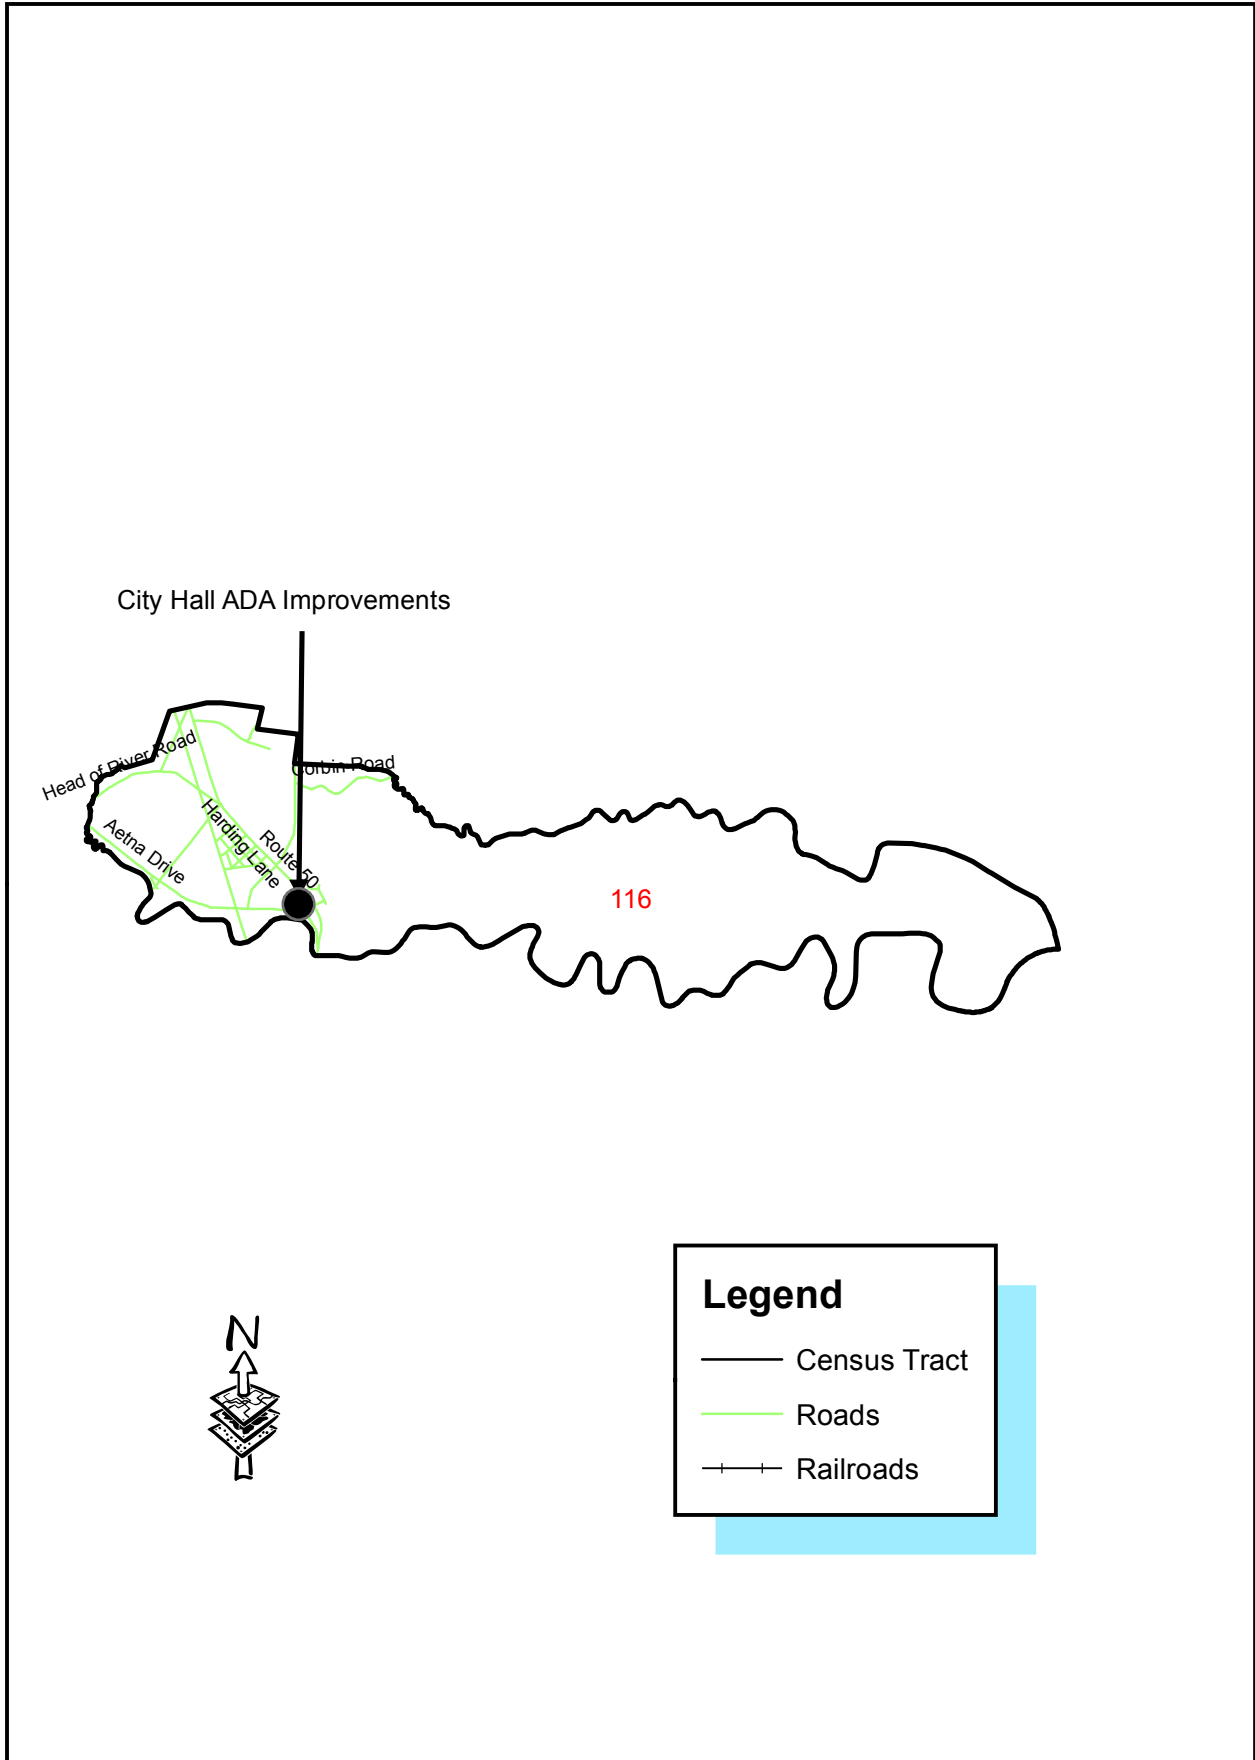 City Hall ADA Improvements
Head of River Road
Corbin Road
Harding Lane
Route 50
Aetna Drive
116
N
Legend
Census Tract
Roads
Railroads